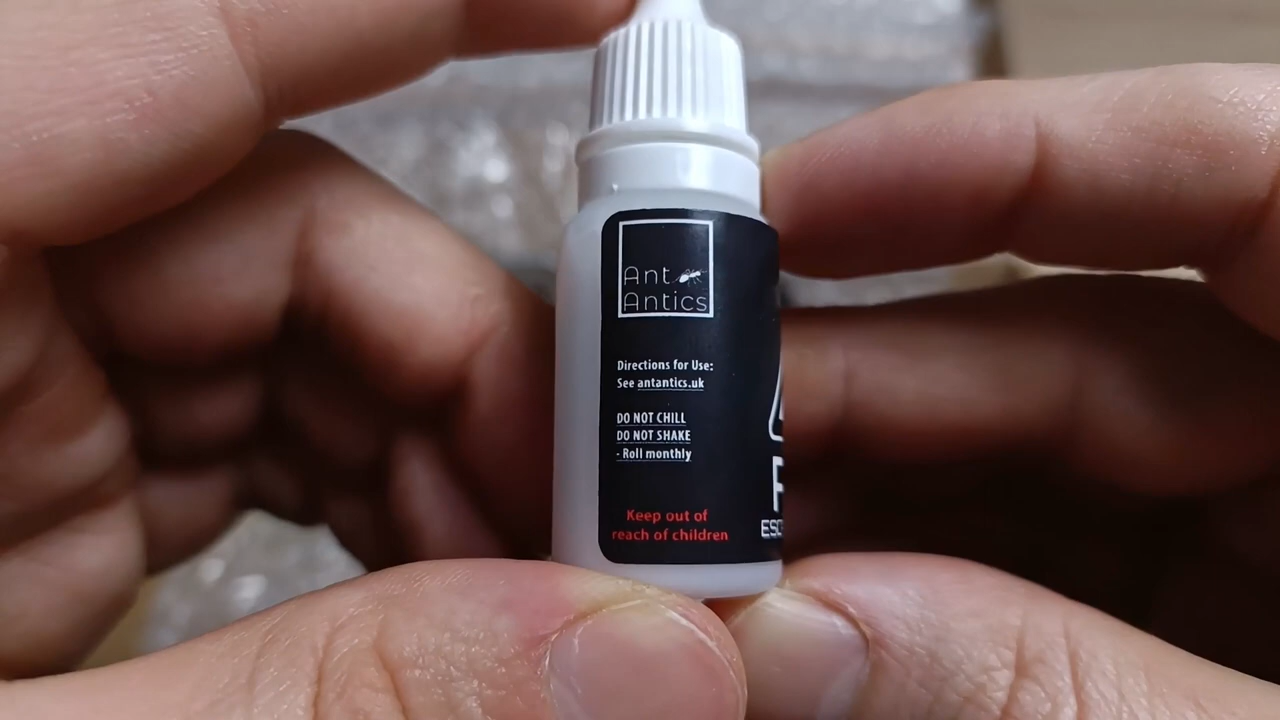 Ant
Antics
Directions for Use:
See antantics.uk
DO NOT CHILL
DO NOT SHAKE
- Roll monthly
Keep out of
reach of children